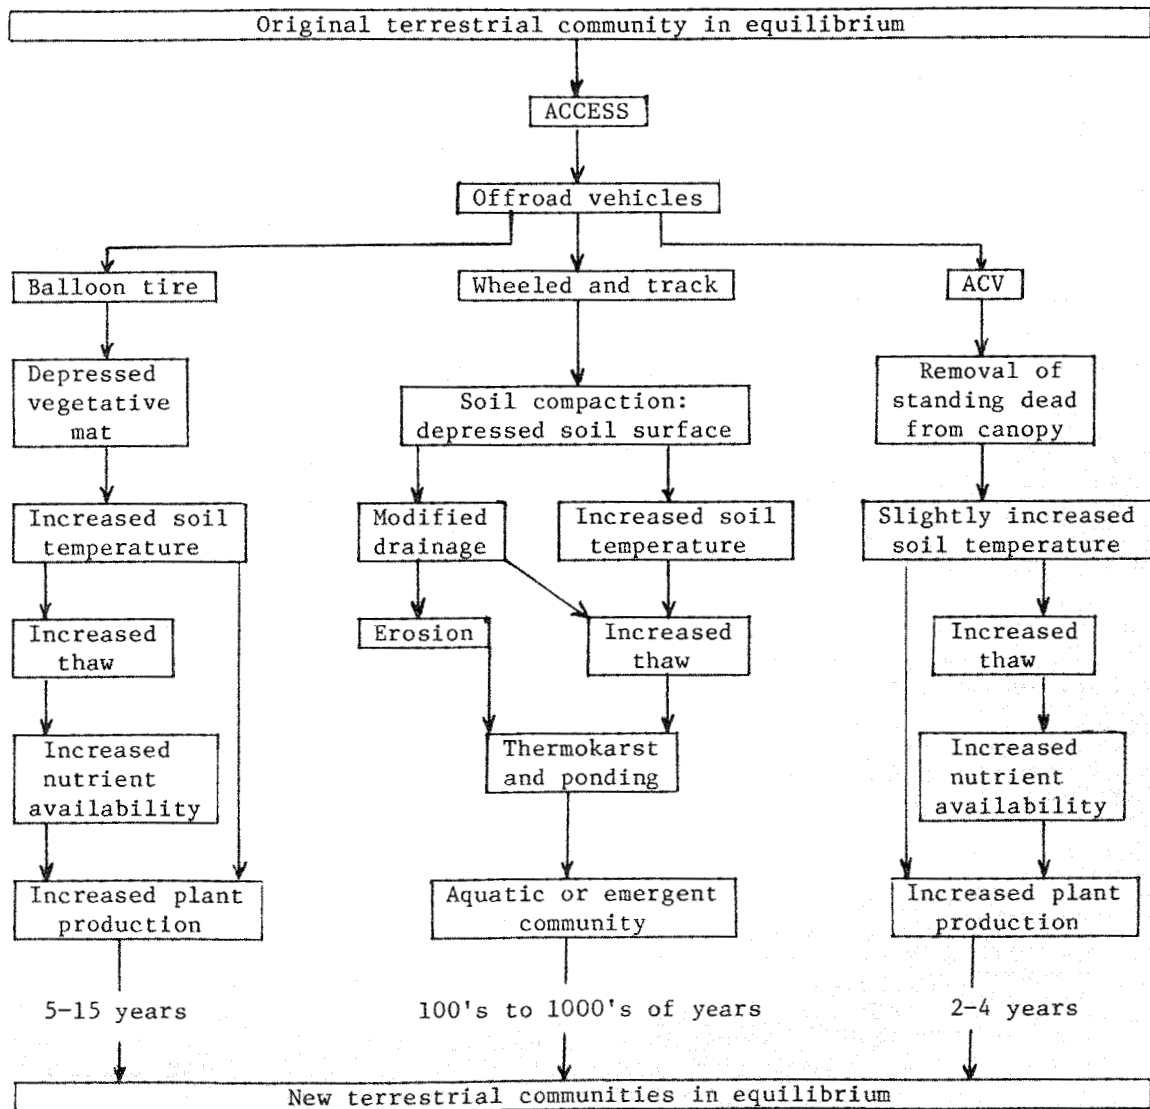 Original terrestrial community in equilibrium
ACCESS
Offroad vehicles
Balloon tire
Wheeled and track
ACV
Depressed
vegetative
mat
Soil compaction:
depressed soil surface
Removal of
standing dead
from canopy
Increased soil
temperature
Modified
drainage
Increased soil
temperature
Slightly increased
soil temperature
Increased
thaw
Erosion
Increased
thaw
Increased
thaw
Increased
nutrient
availability
Thermokarst
and ponding
Increased
nutrient
availability
Increased plant
production
Aquatic or emergent
community
Increased plant
production
5-15 years
100's to 1000's of years
2-4 years
New terrestrial communities in equilibrium